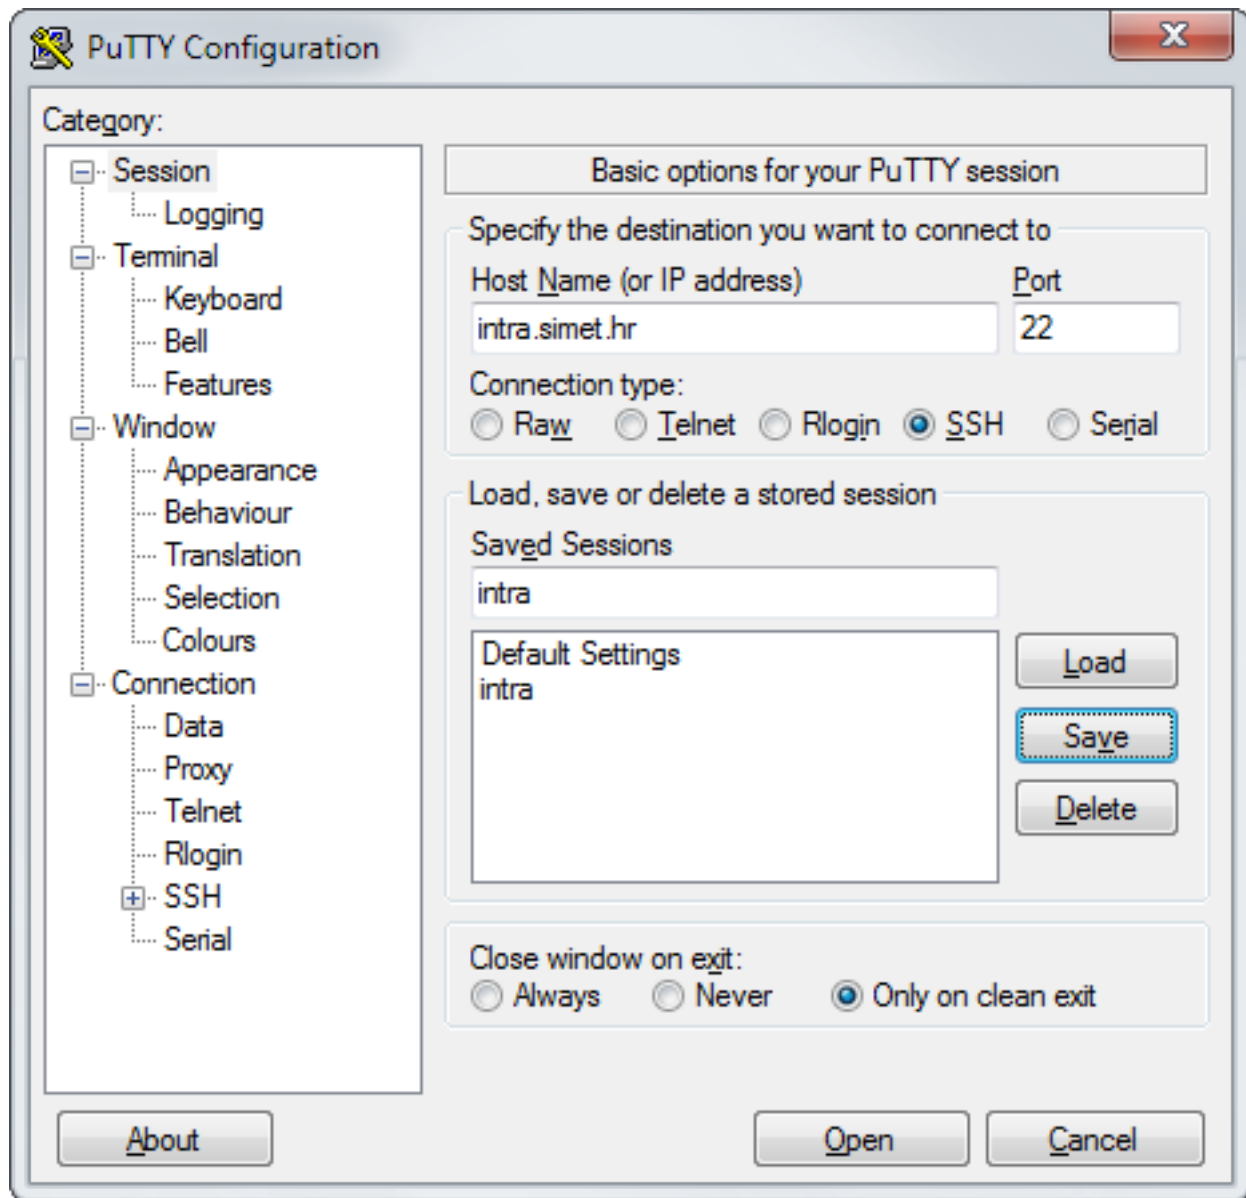 PuTTY Configuration
Category:
Session
Logging
Terminal
Keyboard
Bell
Features
Window
Appearance
Behaviour
Translation
Selection
Colours
Connection
Data
Proxy
Telnet
Rlogin
SSH
Serial
Basic options for your PuTTY session
Specify the destination you want to connect to
Host Name (or IP address) Port
intra.simet.hr 22
Connection type:
Raw Telnet Rlogin SSH Serial
Load, save or delete a stored session
Saved Sessions
intra
Default Settings
intra
Load
Save
Delete
Close window on exit:
Always Never Only on clean exit
About Open Cancel